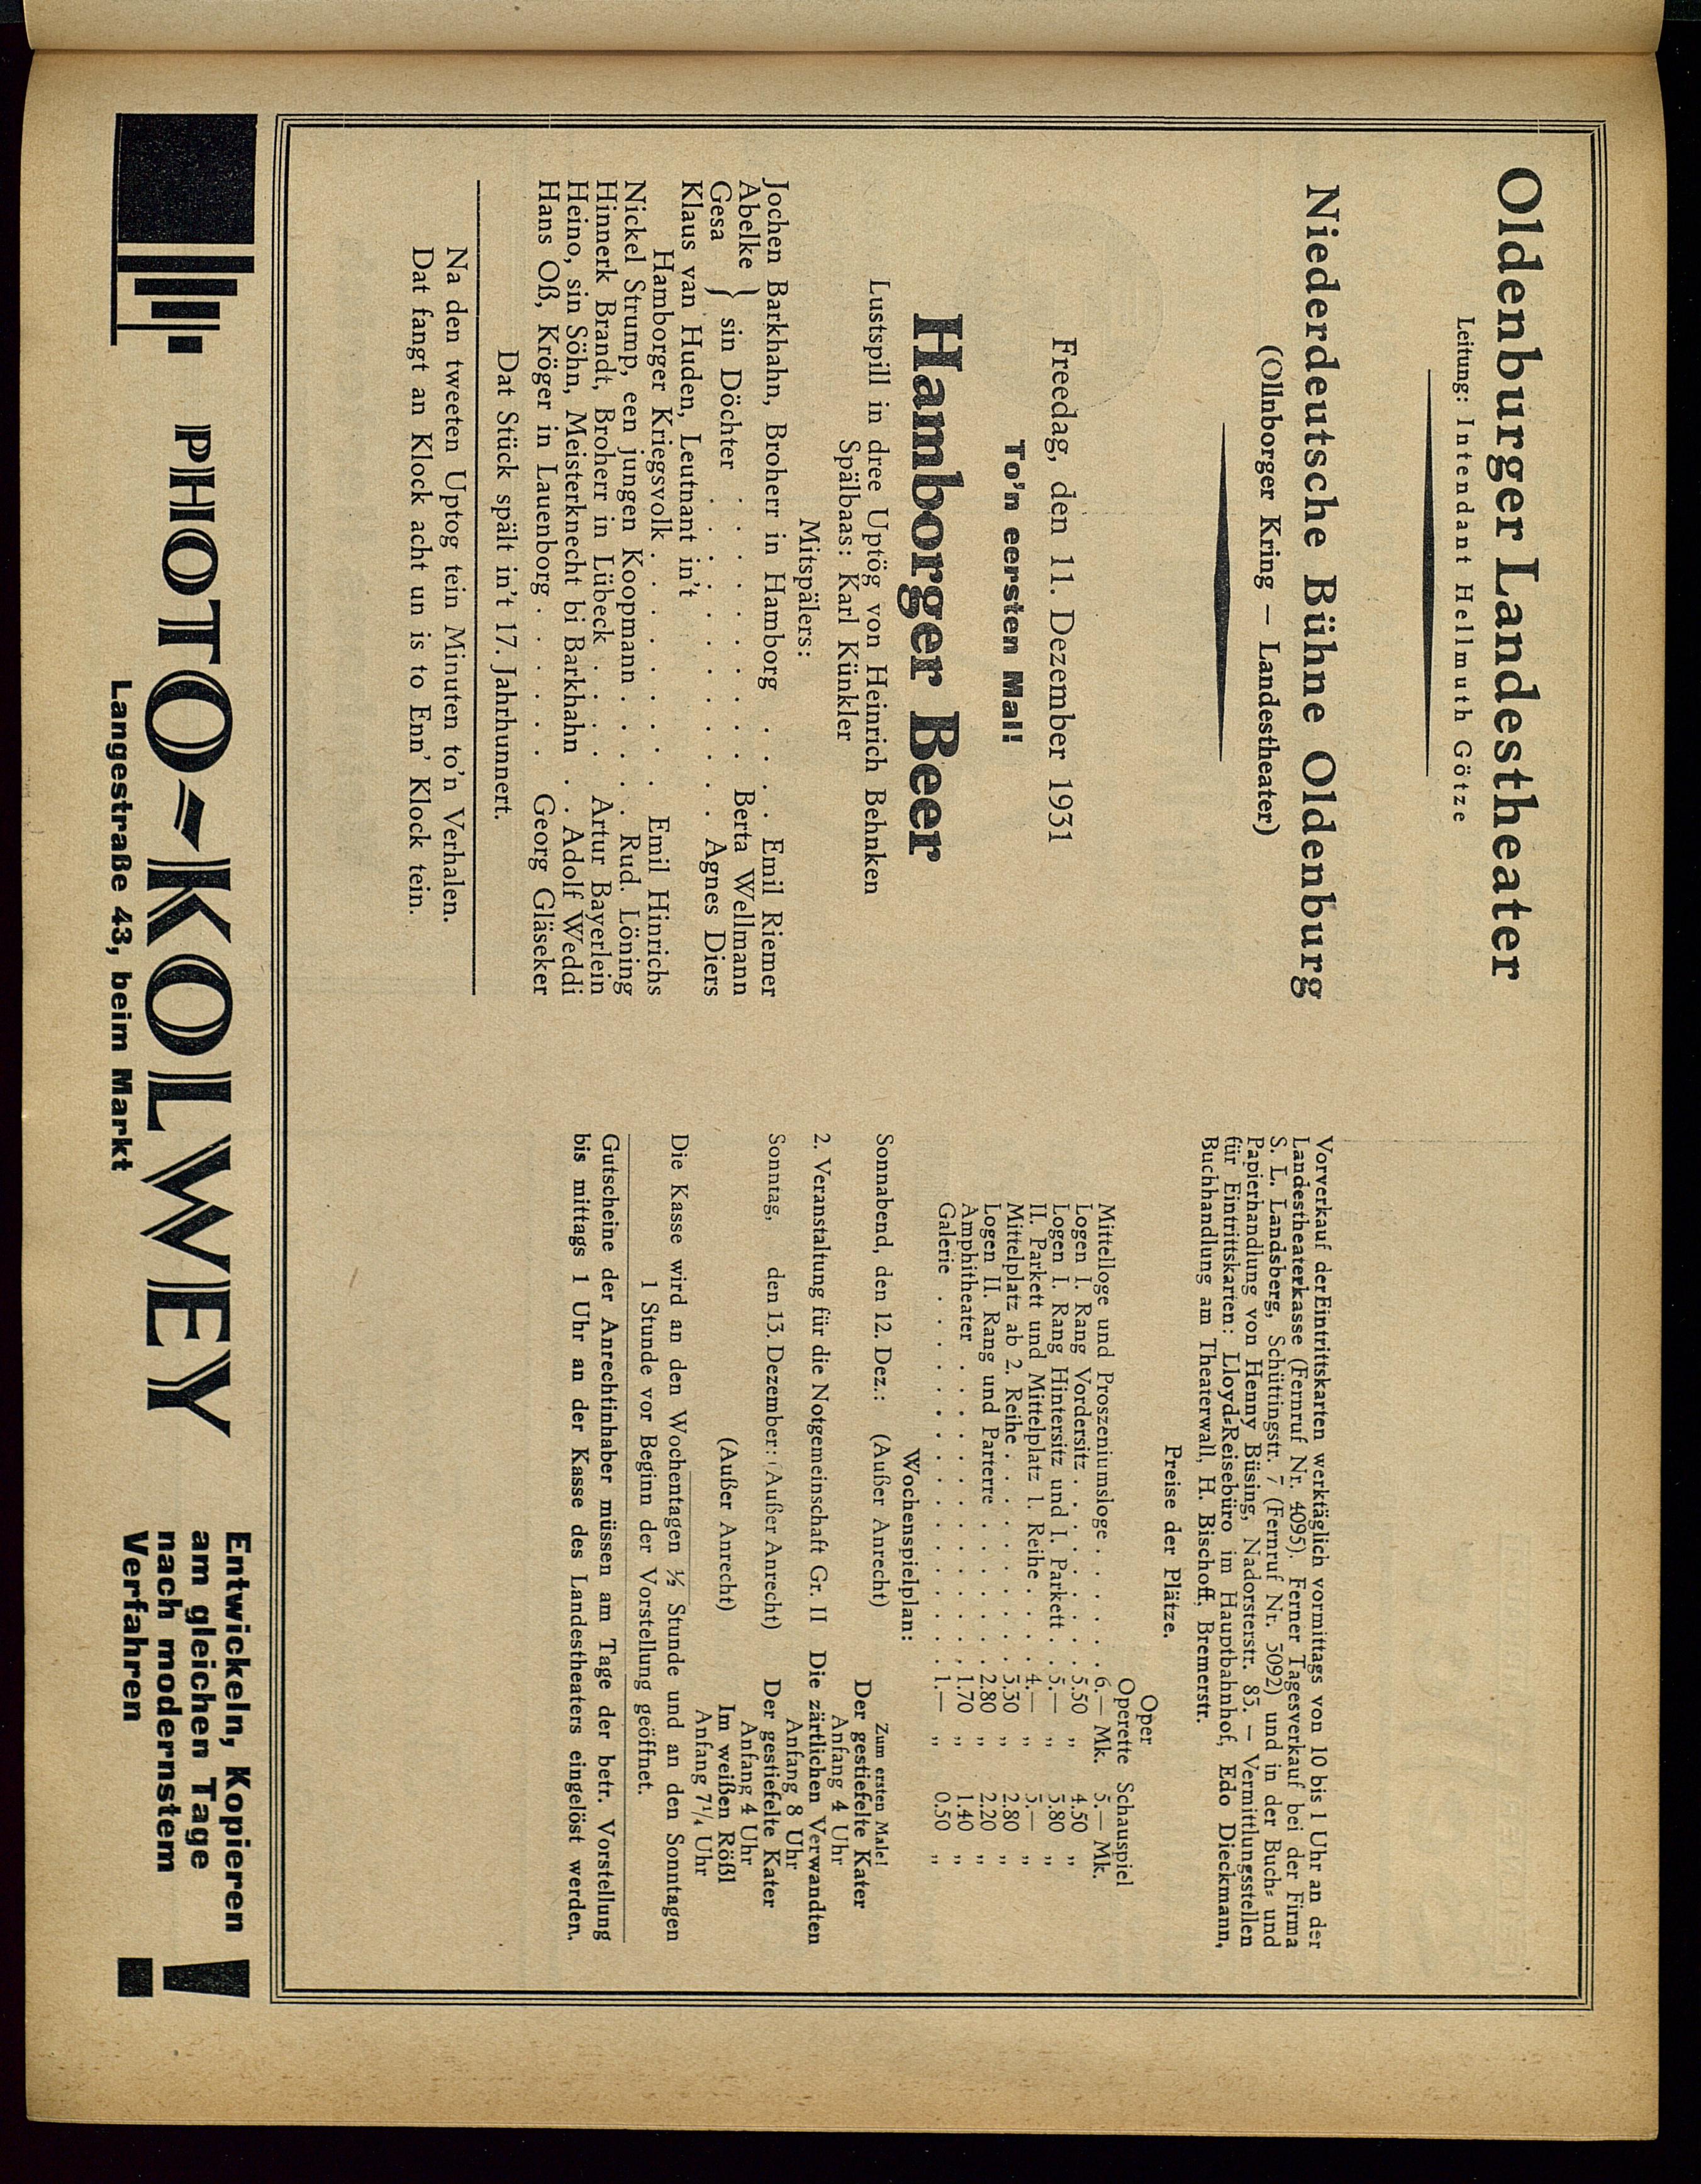 Oldenburger Landestheater
Leitung: Intendant Hellmuth Götze
Niederdeutsche Bühne Oldenburg
(Ollnborger Kring — Landestheater)
Freedag, den 11. Dezember 1931
To'n eersten Mal!
Hamborger Beer
Lustspill in dree Uptög von Heinrich Behnken
Spälbaas: Karl Künkler
Mitspälers:
Jochen Barkhahn, Broherr in Hamborg . . . Emil Riemer
Abelke } sin Döchter . . . . . . . . . Berta Wellmann
Gesa . . . . . . . . . Agnes Diers
Klaus van Huden, Leutnant in't
Hamborger Kriegsvolk . . . . . . . . Emil Hinrichs
Nickel Strump, een jungen Koopmann . . . . . Rud. Löning
Hinnerk Brandt, Broherr in Lübeck . . . . . Artur Bayerlein
Heino, sin Söhn, Meisterknecht bi Barkhahn . . Adolf Weddi
Hans Oß, Kröger in Lauenborg . . . . . . Georg Gläseker
Dat Stück spält in't 17. Jahrhunnert.
Na den tweeten Uptog tein Minuten to'n Verhalen.
Dat fangt an Klock acht un is to Enn' Klock tein.
Vorverkauf der Eintrittskarten werktäglich vormittags von 10 bis 1 Uhr an der
Landestheaterkasse (Fernruf Nr. 4095). Ferner Tagesverkauf bei der Firma
S. L. Landsberg, Schüttingstr. 7 (Fernruf Nr. 3092) und in der Buch- und
Papierhandlung von Henny Büsing, Nadorsterstr. 83. — Vermittlungsstellen
für Eintrittskarten: Lloyd-Reisebüro im Hauptbahnhof, Edo Dieckmann,
Buchhandlung am Theaterwall, H. Bischoff, Bremerstr.
Preise der Plätze.
Oper
Operette Schauspiel
Mittelloge und Proszeniumsloge . . . . . 6.— Mk. 5.— Mk.
Logen I. Rang Vordersitz . . . . . . . 5.50 „ 4.50 „
Logen I. Rang Hintersitz und I. Parkett . . 5.— „ 3.80 „
II. Parkett und Mittelplatz 1. Reihe . . . . 4.— „ 3.— „
Mittelplatz ab 2. Reihe . . . . . . . . 3.30 „ 2.80 „
Logen II. Rang und Parterre . . . . . . 2.80 „ 2.20 „
Amphitheater . . . . . . . . . . . 1.70 „ 1.40 „
Galerie . . . . . . . . . . . . . 1.— „ 0.50 „
Wochenspielplan:
Zum ersten Male!
Sonnabend, den 12. Dez.: (Außer Anrecht) Der gestiefelte Kater
Anfang 4 Uhr
2. Veranstaltung für die Notgemeinschaft Gr. II Die zärtlichen Verwandten
Anfang 8 Uhr
Sonntag, den 13. Dezember: (Außer Anrecht) Der gestiefelte Kater
Anfang 4 Uhr
(Außer Anrecht) Im weißen Rößl
Anfang 7¼ Uhr
Die Kasse wird an den Wochentagen ½ Stunde und an den Sonntagen
1 Stunde vor Beginn der Vorstellung geöffnet.
Gutscheine der Anrechtinhaber müssen am Tage der betr. Vorstellung
bis mittags 1 Uhr an der Kasse des Landestheaters eingelöst werden.
PHOTO-KOLWEY
Langestraße 43, beim Markt
Entwickeln, Kopieren
am gleichen Tage
nach modernstem
Verfahren !